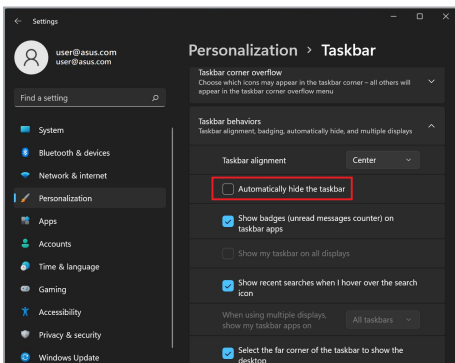 Settings
user@asus.com
user@asus.com
Find a setting
System
Bluetooth & devices
Network & internet
Personalization
Apps
Accounts
Time & language
Gaming
Accessibility
Privacy & security
Windows Update
Personalization > Taskbar
Taskbar corner overflow
Choose which icons may appear in the taskbar corner – all others will
appear in the taskbar corner overflow menu
Taskbar behaviors
Taskbar alignment, badging, automatically hide, and multiple displays
Taskbar alignment
Center
Automatically hide the taskbar
Show badges (unread messages counter) on
taskbar apps
Show my taskbar on all displays
Show recent searches when I hover over the search
icon
When using multiple displays,
show my taskbar apps on
All taskbars
Select the far corner of the taskbar to show the
desktop